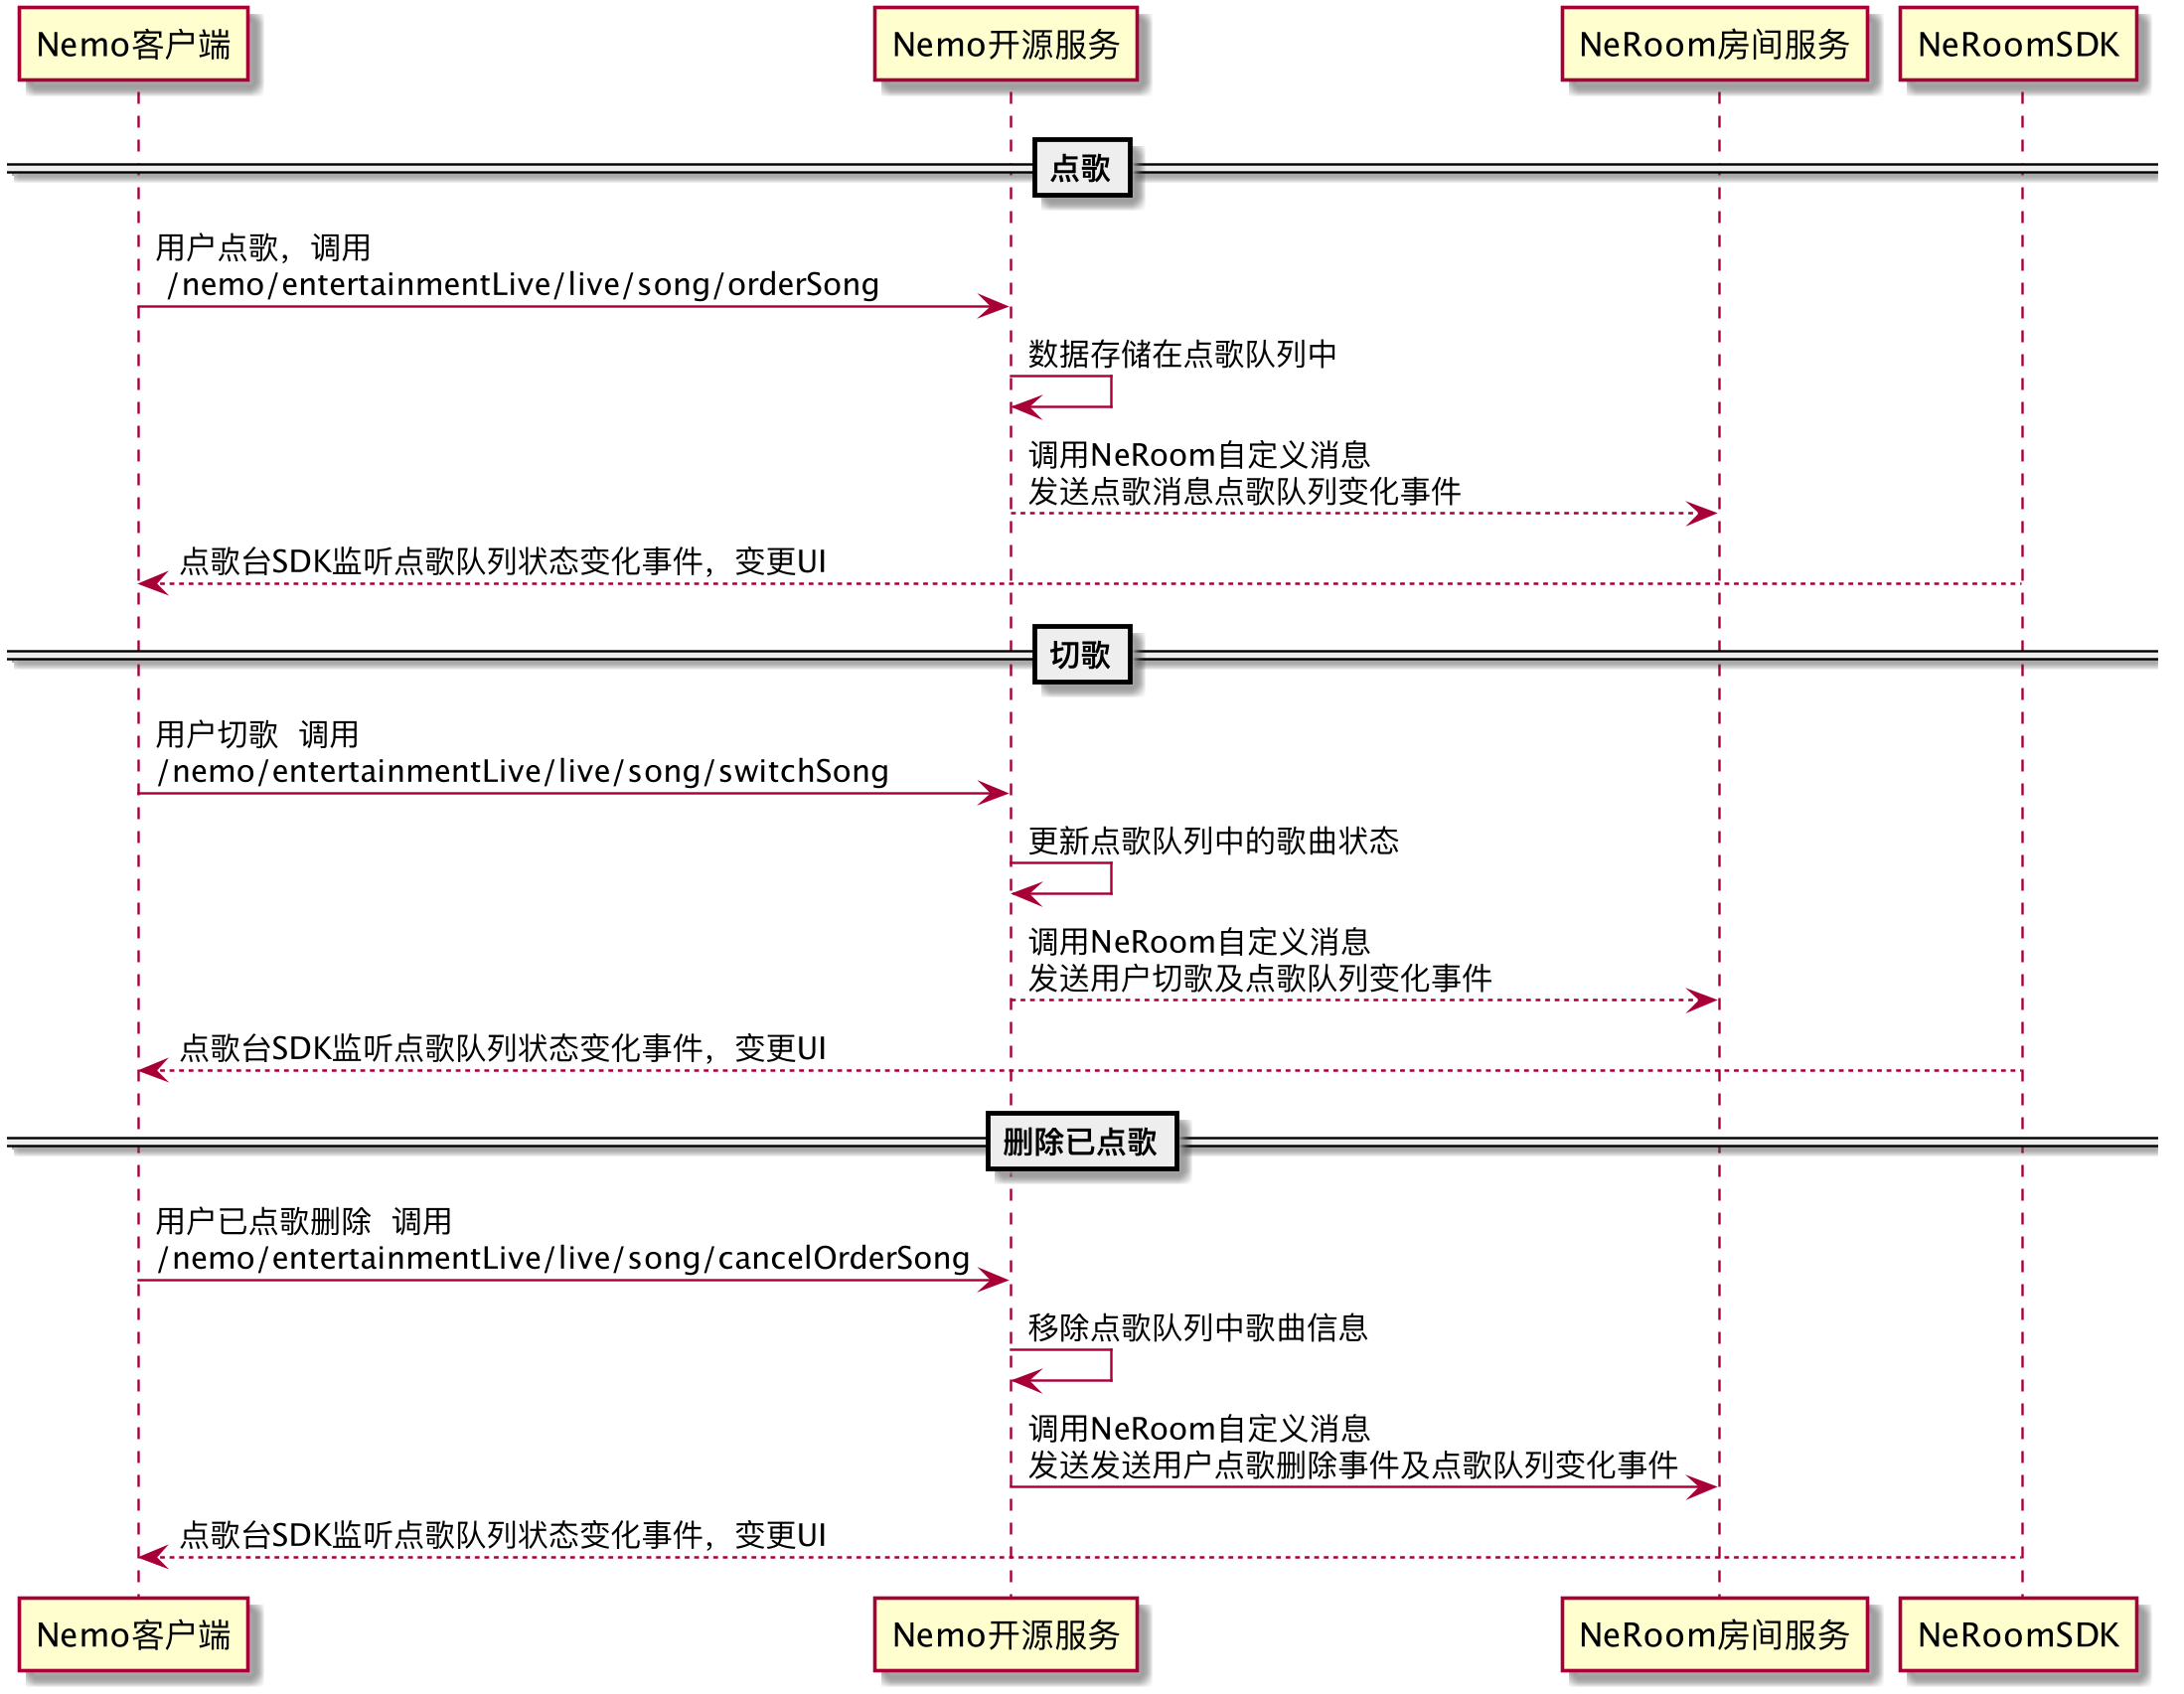 Nemo客户端
Nemo开源服务
NeRoom房间服务
NeRoomSDK
点歌
用户点歌，调用
/nemo/entertainmentLive/live/song/orderSong
数据存储在点歌队列中
调用NeRoom自定义消息
发送点歌消息点歌队列变化事件
点歌台SDK监听点歌队列状态变化事件，变更UI
切歌
用户切歌 调用
/nemo/entertainmentLive/live/song/switchSong
更新点歌队列中的歌曲状态
调用NeRoom自定义消息
发送用户切歌及点歌队列变化事件
点歌台SDK监听点歌队列状态变化事件，变更UI
删除已点歌
用户已点歌删除 调用
/nemo/entertainmentLive/live/song/cancelOrderSong
移除点歌队列中歌曲信息
调用NeRoom自定义消息
发送发送用户点歌删除事件及点歌队列变化事件
点歌台SDK监听点歌队列状态变化事件，变更UI
Nemo客户端
Nemo开源服务
NeRoom房间服务
NeRoomSDK